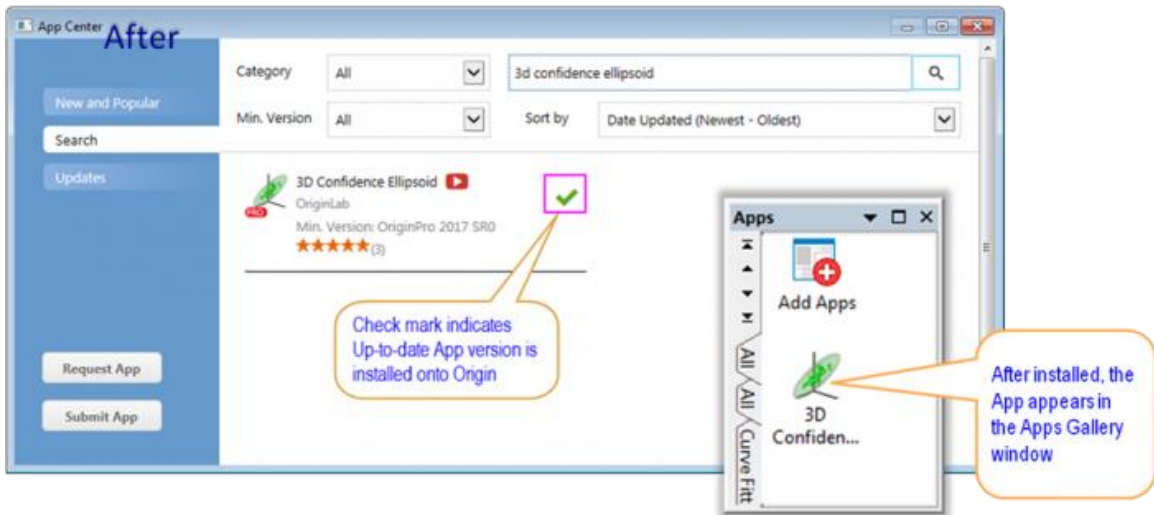 App Center
After
Category
All
3d confidence ellipsoid
New and Popular
Min. Version
All
Sort by
Date Updated (Newest - Oldest)
Search
Updates
3D Confidence Ellipsoid
OriginLab
PRO
Min. Version: OriginPro 2017 SR0
(3)
Check mark indicates
Up-to-date App version is
installed onto Origin
Request App
Submit App
Apps
Add Apps
All
All
Curve Fitt
3D
Confiden...
After installed, the
App appears in
the Apps Gallery
window